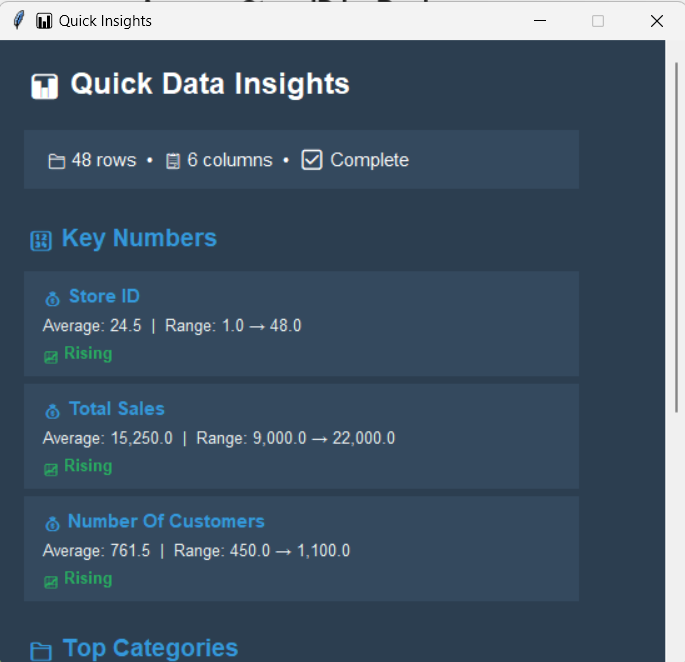 Quick Insights
Quick Data Insights
48 rows • 6 columns • Complete
Key Numbers
Store ID
Average: 24.5 | Range: 1.0 → 48.0
Rising
Total Sales
Average: 15,250.0 | Range: 9,000.0 → 22,000.0
Rising
Number Of Customers
Average: 761.5 | Range: 450.0 → 1,100.0
Rising
Top Categories